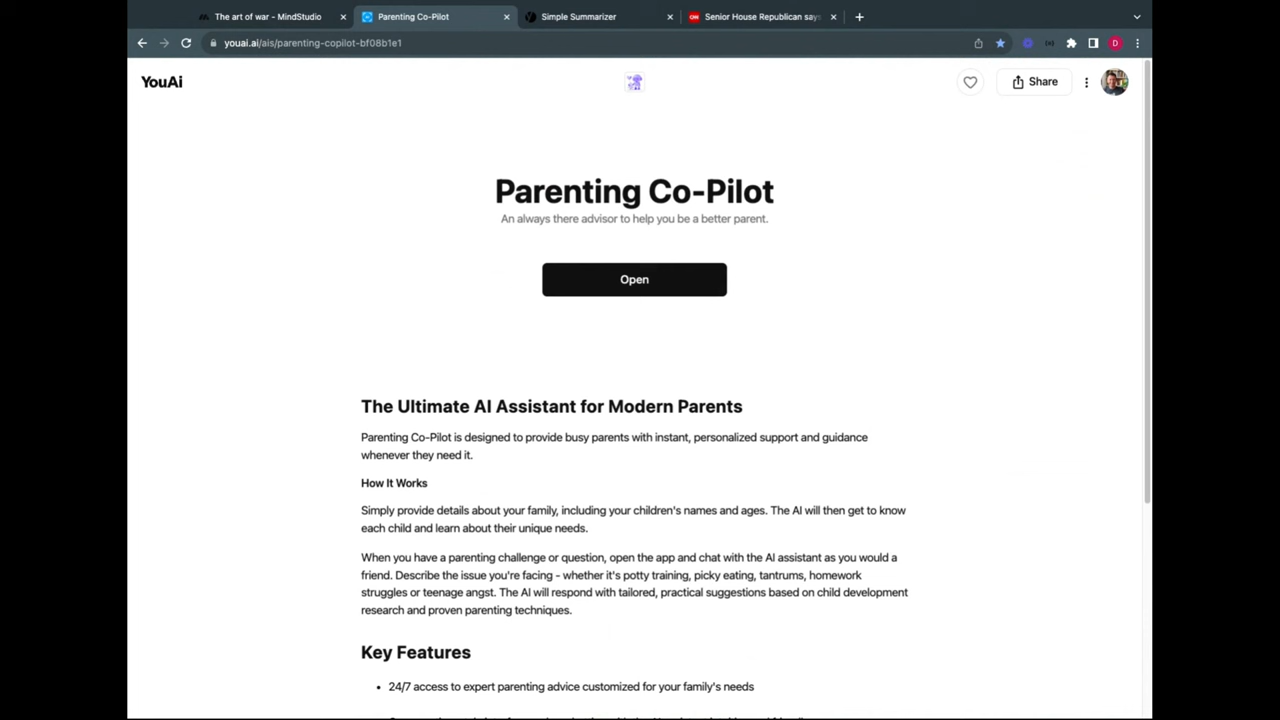 The art of war - MindStudio
Parenting Co-Pilot
Simple Summarizer
CNN
Senior House Republican says
youai.ai/ais/parenting-copilot-bf08b1e1
D
YouAi
Share
Parenting Co-Pilot
An always there advisor to help you be a better parent.
Open
The Ultimate AI Assistant for Modern Parents
Parenting Co-Pilot is designed to provide busy parents with instant, personalized support and guidance
whenever they need it.
How It Works
Simply provide details about your family, including your children's names and ages. The AI will then get to know
each child and learn about their unique needs.
When you have a parenting challenge or question, open the app and chat with the AI assistant as you would a
friend. Describe the issue you're facing - whether it's potty training, picky eating, tantrums, homework
struggles or teenage angst. The AI will respond with tailored, practical suggestions based on child development
research and proven parenting techniques.
Key Features
• 24/7 access to expert parenting advice customized for your family's needs